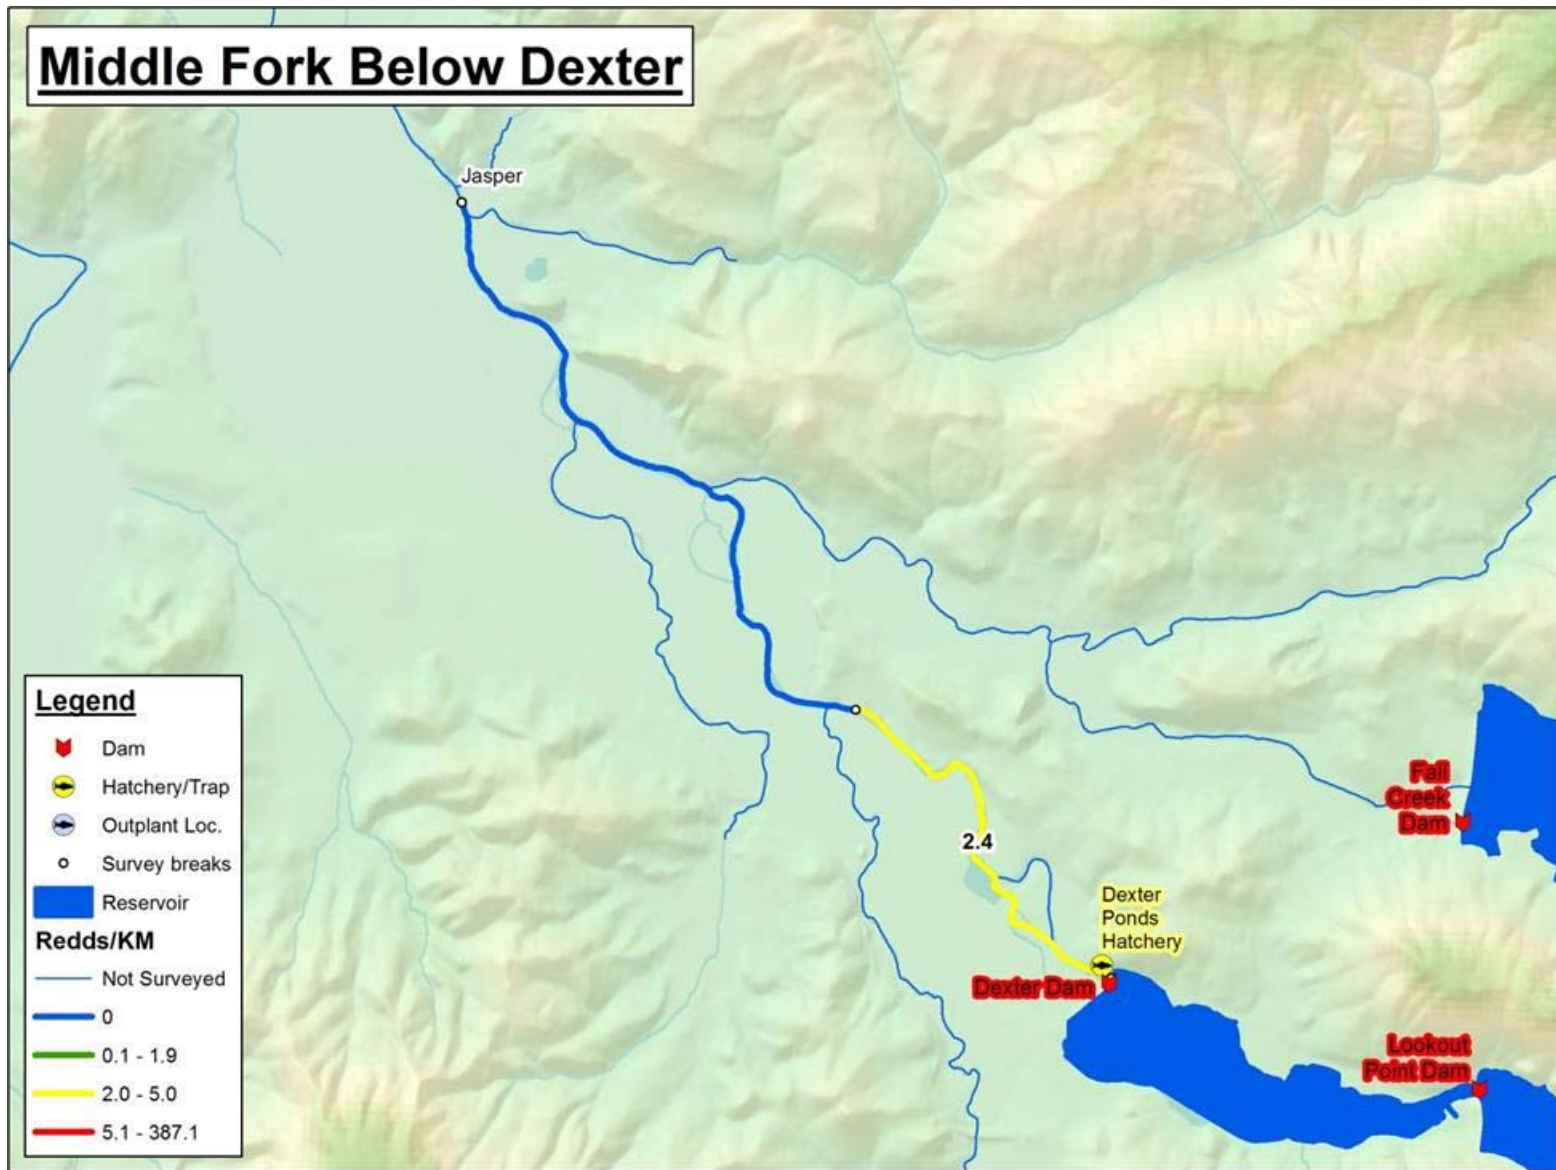 Middle Fork Below Dexter
Jasper
2.4
Fall
Creek
Dam
Dexter
Ponds
Hatchery
Dexter Dam
Lookout
Point Dam
Legend
Dam
Hatchery/Trap
Outplant Loc.
Survey breaks
Reservoir
Redds/KM
Not Surveyed
0
0.1 - 1.9
2.0 - 5.0
5.1 - 387.1